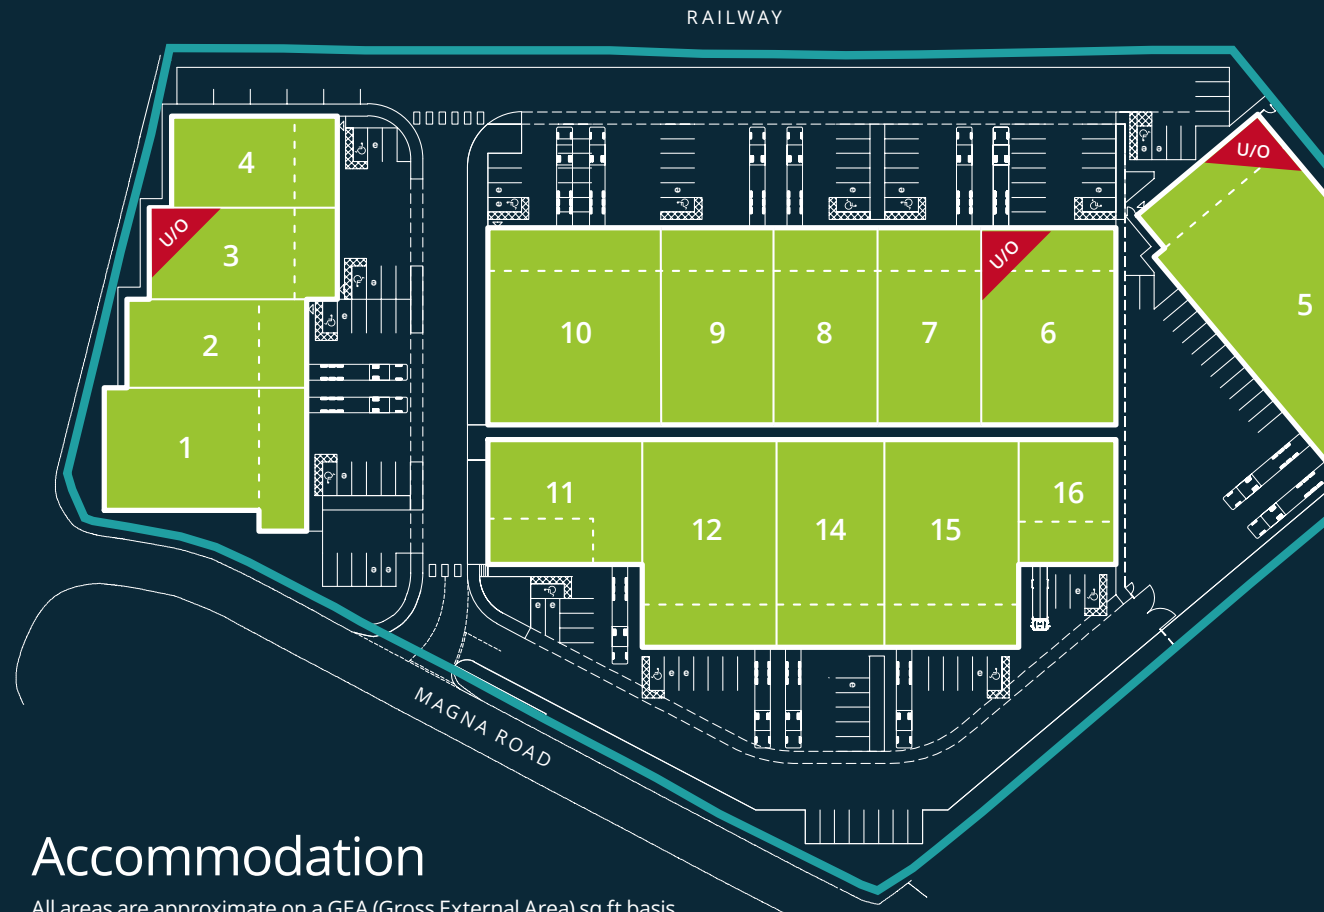 RAILWAY
4
U/O
3
2
1
10
9
8
7
U/O
6
U/O
5
11
12
14
15
16
MAGNA ROAD
Accommodation
All areas are approximate on a GEA (Gross External Area) sq ft basis